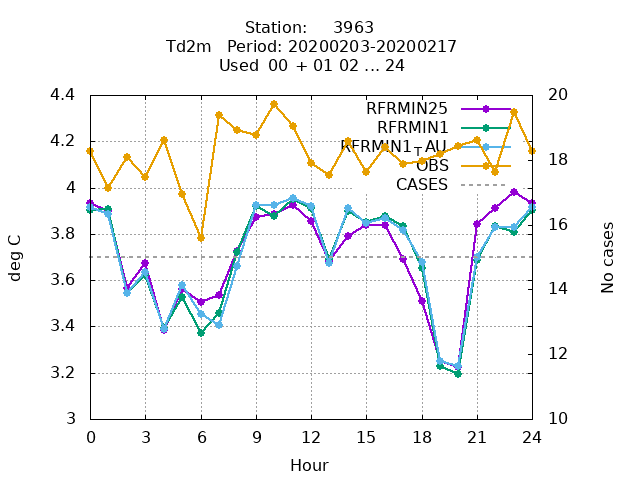 Station: 3963
Td2m Period: 20200203-20200217
Used 00 + 01 02 ... 24
4.4
4.2
4
3.8
3.6
3.4
3.2
3
deg C
20
18
16
14
12
10
No cases
RFRMIN25
RFRMIN1
RFRMIN1_TAU
OBS
CASES
0 3 6 9 12 15 18 21 24
Hour